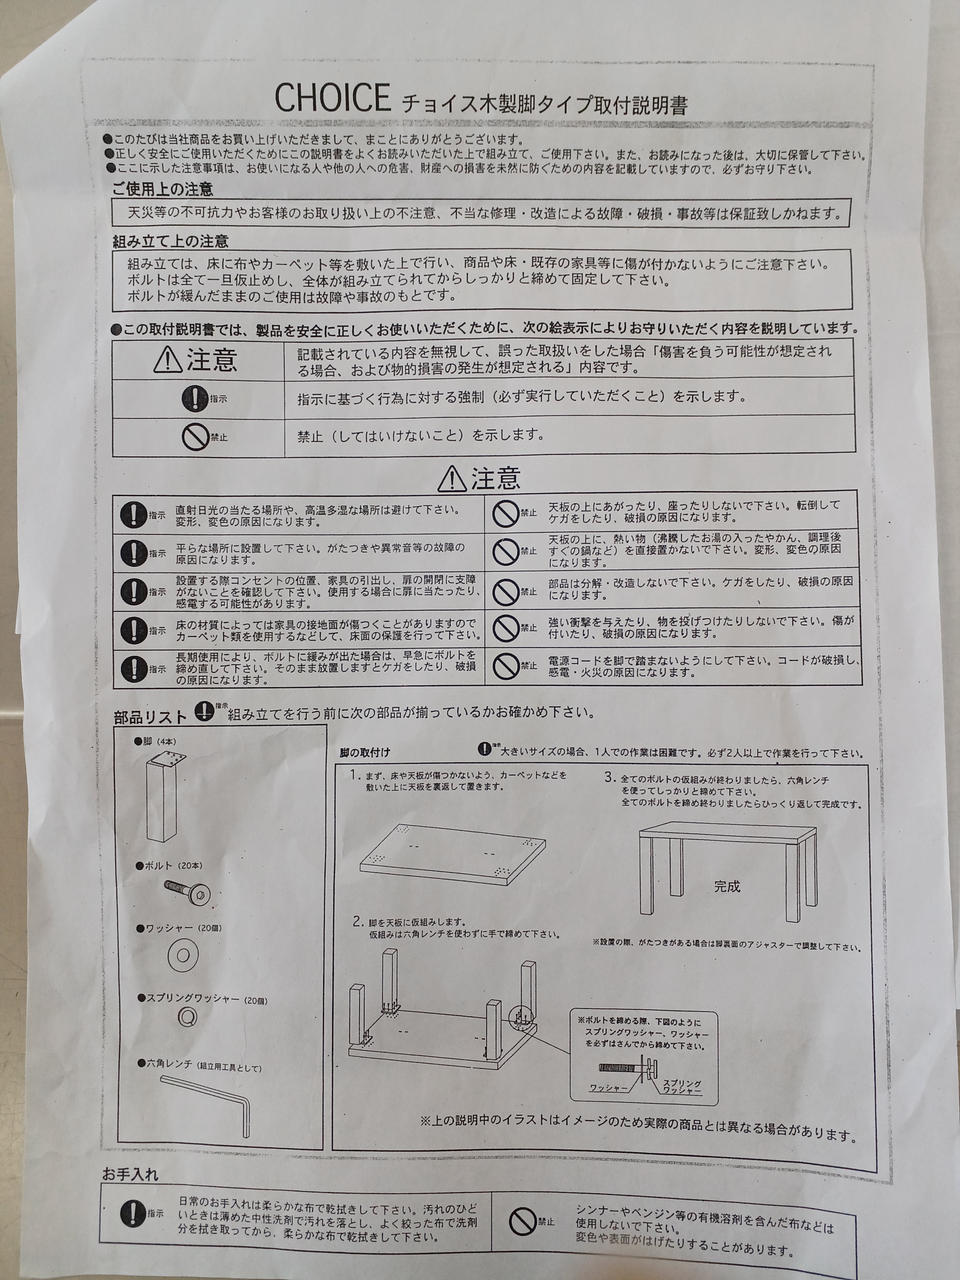 CHOICE チョイス木製脚タイプ取付説明書
●このたびは当社商品をお買い上げいただきまして、まことにありがとうございます。
●正しく安全にご使用いただくためにこの説明書をよくお読みいただいた上で組み立て、ご使用下さい。また、お読みになった後は、大切に保管して下さい。
●ここに示した注意事項は、お使いになる人や他の人への危害、財産への損害を未然に防ぐための内容を記載していますので、必ずお守り下さい。
ご使用上の注意
天災等の不可抗力やお客様のお取り扱い上の不注意、不当な修理・改造による故障・破損・事故等は保証致しかねます。
組み立て上の注意
組み立ては、床に布やカーペット等を敷いた上で行い、商品や床・既存の家具等に傷が付かないようにご注意下さい。
ボルトは全て一旦仮止めし、全体が組み立てられてからしっかりと締めて固定して下さい。
ボルトが緩んだままのご使用は故障や事故のもとです。
●この取付説明書では、製品を安全に正しくお使いいただくために、次の絵表示によりお守りいただく内容を説明しています。
注意
記載されている内容を無視して、誤った取扱いをした場合「傷害を負う可能性が想定され
る場合、および物的損害の発生が想定される」内容です。
指示
指示に基づく行為に対する強制（必ず実行していただくこと）を示します。
禁止
禁止（してはいけないこと）を示します。
注意
指示
直射日光の当たる場所や、高温多湿な場所は避けて下さい。
変形、変色の原因になります。
禁止
天板の上にあがったり、座ったりしないで下さい。転倒して
ケガをしたり、破損の原因になります。
指示
平らな場所に設置して下さい。がたつきや異常音等の故障の
原因になります。
禁止
天板の上に、熱い物（沸騰したお湯の入ったやかん、調理後
すぐの鍋など）を直接置かないで下さい。変形、変色の原因
になります。
指示
設置する際コンセントの位置、家具の引出し、扉の開閉に支障
がないことを確認して下さい。使用する場合に扉に当たったり、
感電する可能性があります。
禁止
部品は分解・改造しないで下さい。ケガをしたり、破損の原因
になります。
指示
床の材質によっては家具の接地面が傷つくことがありますので
カーペット類を使用するなどして、床面の保護を行って下さい。
禁止
強い衝撃を与えたり、物を投げつけたりしないで下さい。傷が
付いたり、破損の原因になります。
指示
長期使用により、ボルトに緩みが出た場合は、早急にボルトを
締め直して下さい。そのまま放置しますとケガをしたり、破損
の原因になります。
禁止
電源コードを脚で踏まないようにして下さい。コードが破損し、
感電・火災の原因になります。
部品リスト 指示 組み立てを行う前に次の部品が揃っているかお確かめ下さい。
●脚（4本）
●ボルト（20本）
●ワッシャー（20個）
●スプリングワッシャー（20個）
●六角レンチ（組立用工具として）
脚の取付け 指示 大きいサイズの場合、1人での作業は困難です。必ず2人以上で作業を行って下さい。
1. まず、床や天板が傷つかないよう、カーペットなどを
敷いた上に天板を裏返して置きます。
2. 脚を天板に仮組みします。
仮組みは六角レンチを使わずに手で締めて下さい。
3. 全てのボルトの仮組みが終わりましたら、六角レンチ
を使ってしっかりと締めて下さい。
全てのボルトを締め終わりましたらひっくり返して完成です。
完成
※設置の際、がたつきがある場合は脚裏面のアジャスターで調整して下さい。
※ボルトを締める際、下図のように
スプリングワッシャー、ワッシャー
を必ずはさんでから締めて下さい。
ワッシャー
スプリング
ワッシャー
※上の説明中のイラストはイメージのため実際の商品とは異なる場合があります。
お手入れ
指示
日常のお手入れは柔らかな布で乾拭きして下さい。汚れのひど
いときは薄めた中性洗剤で汚れを落とし、よく絞った布で洗剤
分を拭き取ってから、柔らかな布で乾拭きして下さい。
禁止
シンナーやベンジン等の有機溶剤を含んだ布などは
使用しないで下さい。
変色や表面がはげたりすることがあります。